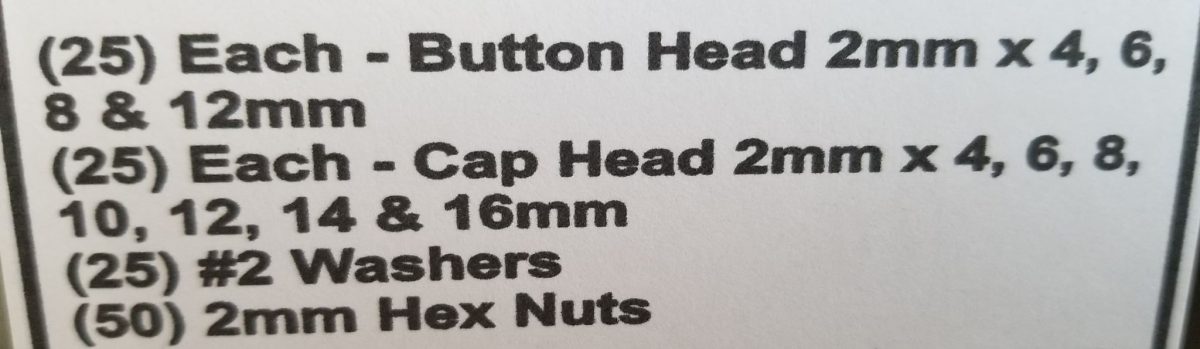 (25) Each - Button Head 2mm x 4, 6,
8 & 12mm
(25) Each - Cap Head 2mm x 4, 6, 8,
10, 12, 14 & 16mm
(25) #2 Washers
(50) 2mm Hex Nuts